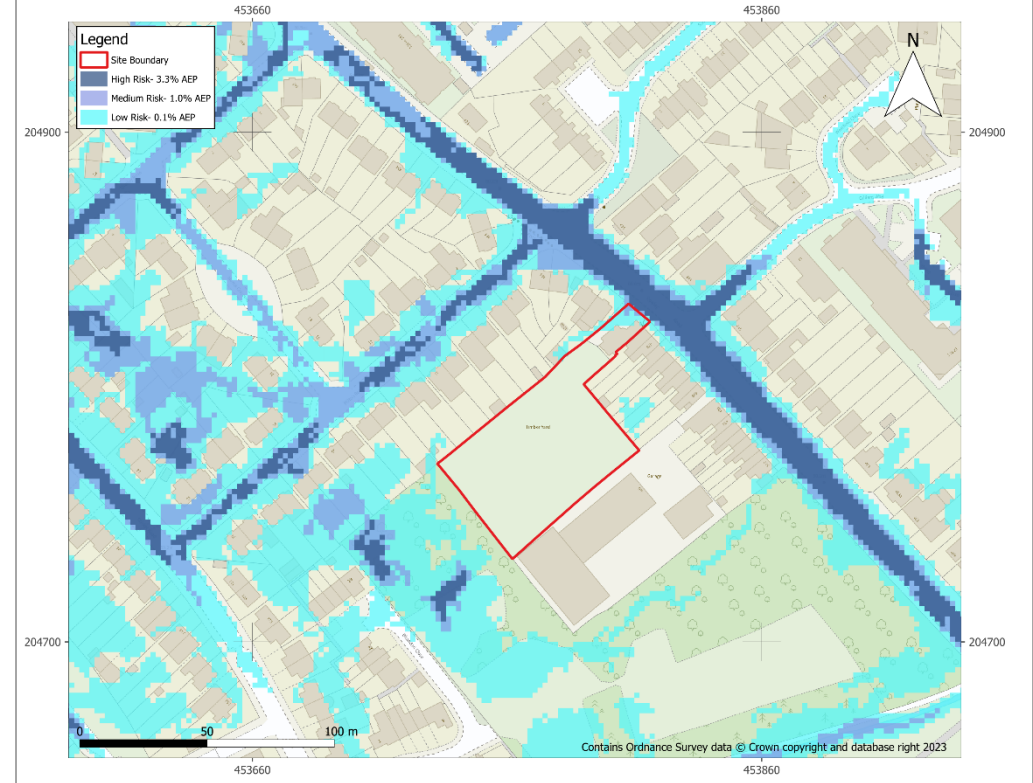 453660
453860
Legend
Site Boundary
High Risk- 3.3% AEP
Medium Risk- 1.0% AEP
Low Risk- 0.1% AEP
N
204900
204900
Garage
204700
204700
0 50 100 m
Contains Ordnance Survey data © Crown copyright and database right 2023
453660
453860